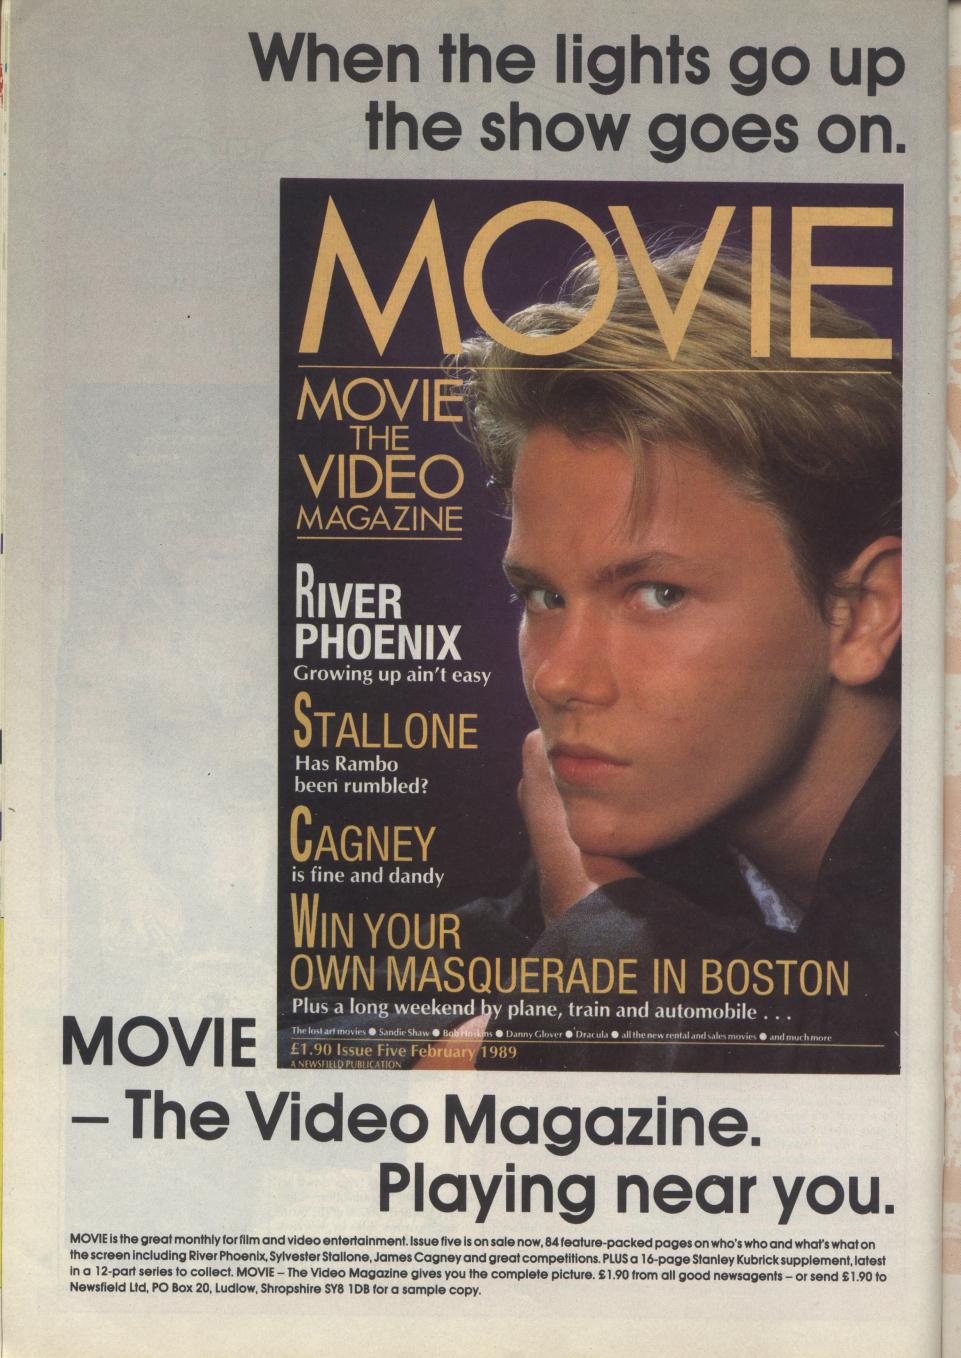 When the lights go up
the show goes on.
MOVIE
MOVIE
THE
VIDEO
MAGAZINE
RIVER
PHOENIX
Growing up ain't easy
STALLONE
Has Rambo
been rumbled?
CAGNEY
is fine and dandy
WIN YOUR
OWN MASQUERADE IN BOSTON
Plus a long weekend by plane, train and automobile . . .
The lost art movies ● Sandie Shaw ● Bob Hoskins ● Danny Glover ● Dracula ● all the new rental and sales movies ● and much more
£1.90 Issue Five February 1989
A NEWSFIELD PUBLICATION
MOVIE
– The Video Magazine.
Playing near you.
MOVIE is the great monthly for film and video entertainment. Issue five is on sale now, 84 feature-packed pages on who's who and what's what on
the screen including River Phoenix, Sylvester Stallone, James Cagney and great competitions. PLUS a 16-page Stanley Kubrick supplement, latest
in a 12-part series to collect. MOVIE – The Video Magazine gives you the complete picture. £1.90 from all good newsagents – or send £1.90 to
Newsfield Ltd, PO Box 20, Ludlow, Shropshire SY8 1DB for a sample copy.